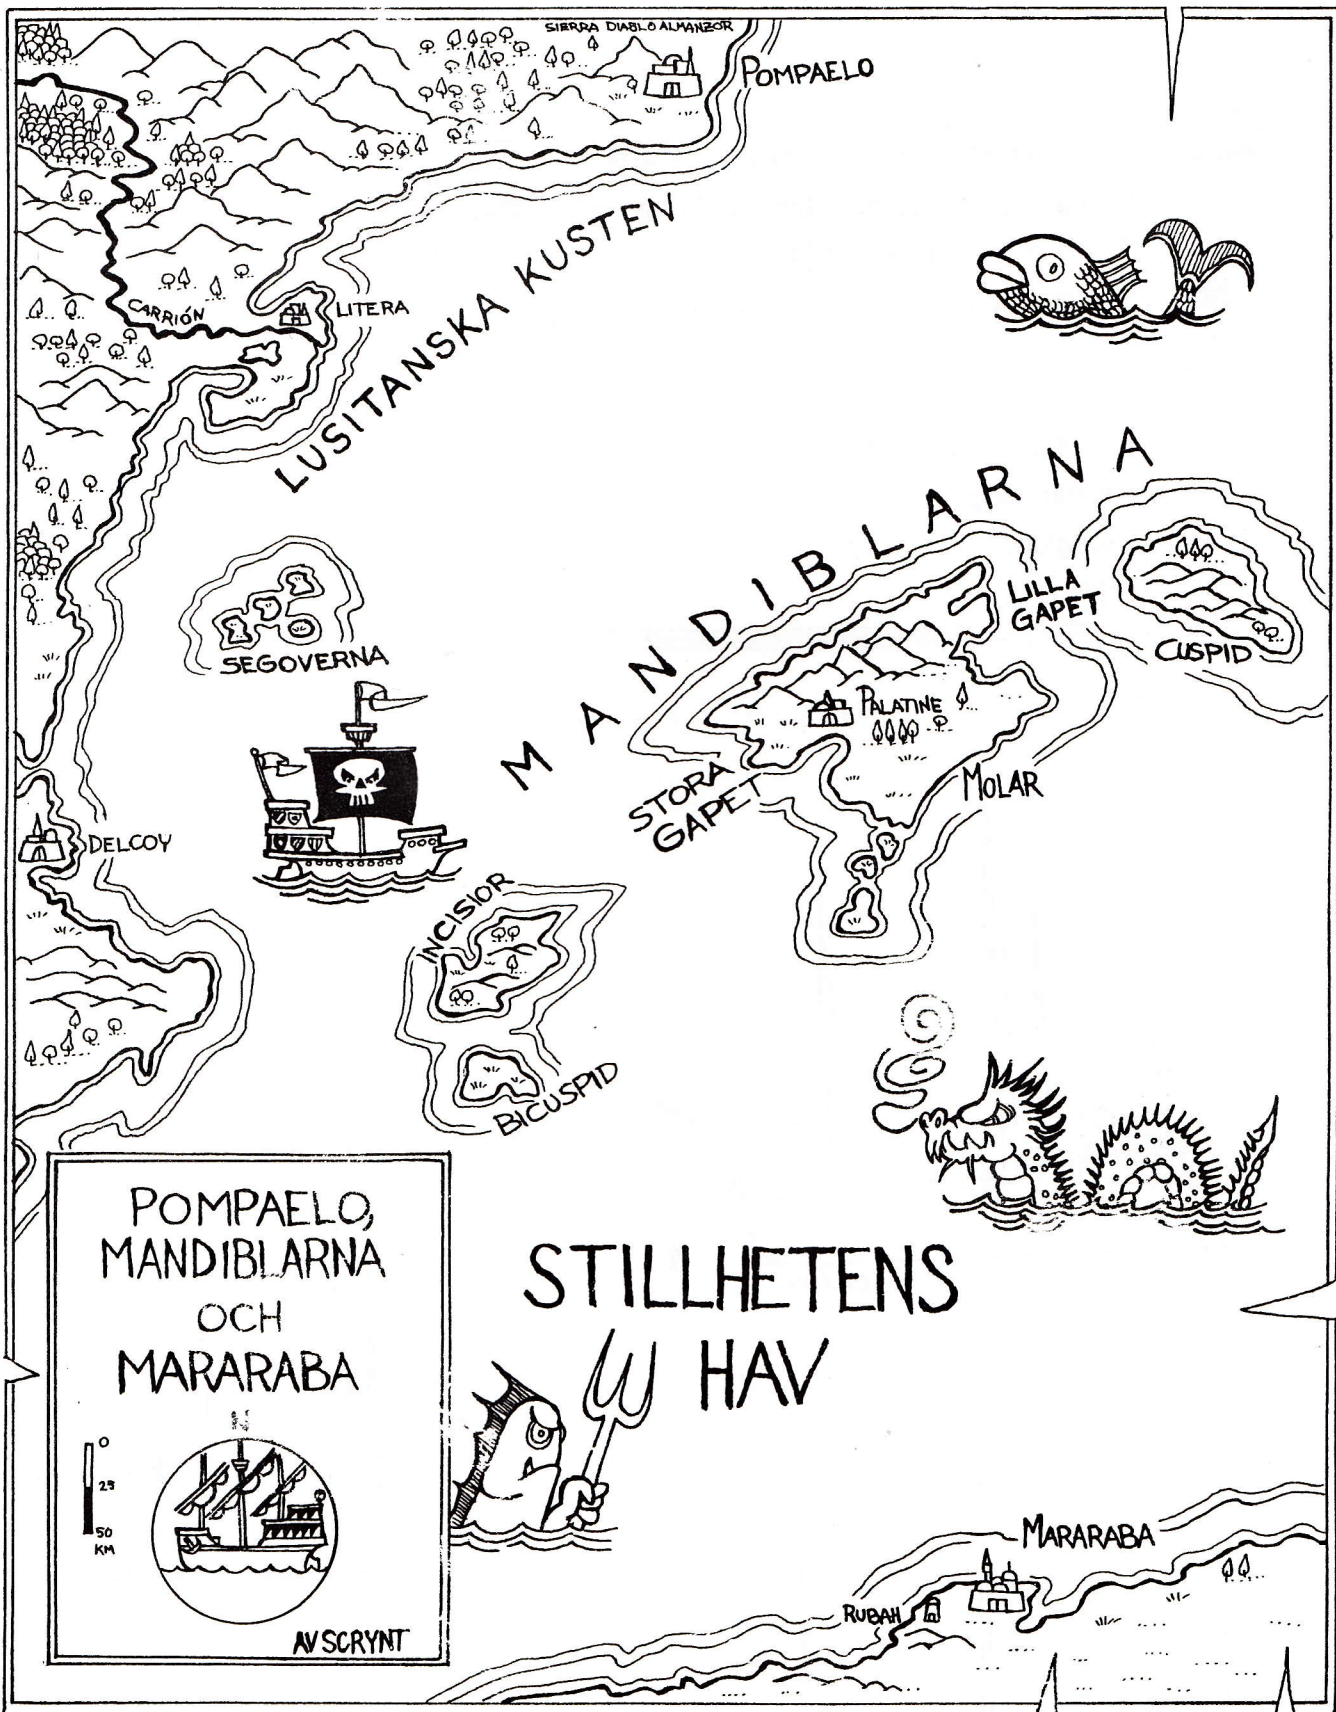 SIERRA DIABLO ALMANZOR
POMPAELO
LUSITANSKA KUSTEN
CARRIÓN
LITERA
MANDIBLARNA
LILLA
GAPET
CUSPID
SEGOVERNA
PALATINE
STORA
GAPET
MOLAR
DELCOY
INCISIOR
BICUSPID
POMPAELO,
MANDIBLARNA
OCH
MARARABA
N
0
25
50
KM
AV SCRYNT
STILLHETENS
HAV
MARARABA
RUBAH